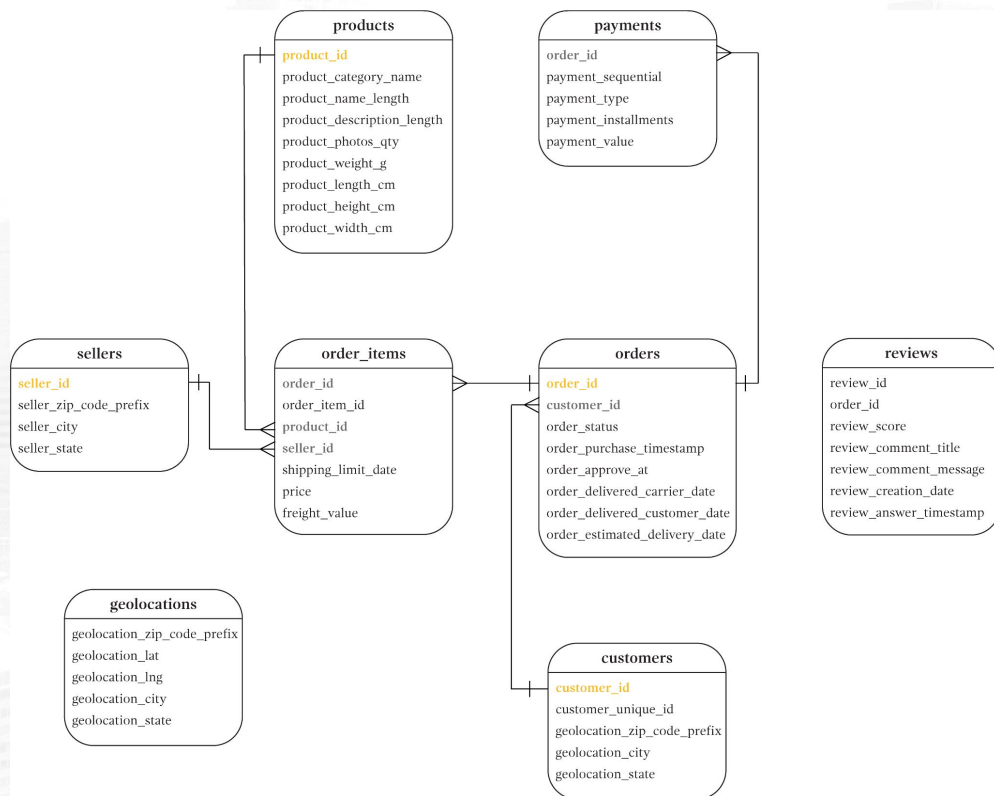 products
product_id
product_category_name
product_name_length
product_description_length
product_photos_qty
product_weight_g
product_length_cm
product_height_cm
product_width_cm
payments
order_id
payment_sequential
payment_type
payment_installments
payment_value
sellers
seller_id
seller_zip_code_prefix
seller_city
seller_state
order_items
order_id
order_item_id
product_id
seller_id
shipping_limit_date
price
freight_value
orders
order_id
customer_id
order_status
order_purchase_timestamp
order_approve_at
order_delivered_carrier_date
order_delivered_customer_date
order_estimated_delivery_date
reviews
review_id
order_id
review_score
review_comment_title
review_comment_message
review_creation_date
review_answer_timestamp
geolocations
geolocation_zip_code_prefix
geolocation_lat
geolocation_lng
geolocation_city
geolocation_state
customers
customer_id
customer_unique_id
geolocation_zip_code_prefix
geolocation_city
geolocation_state